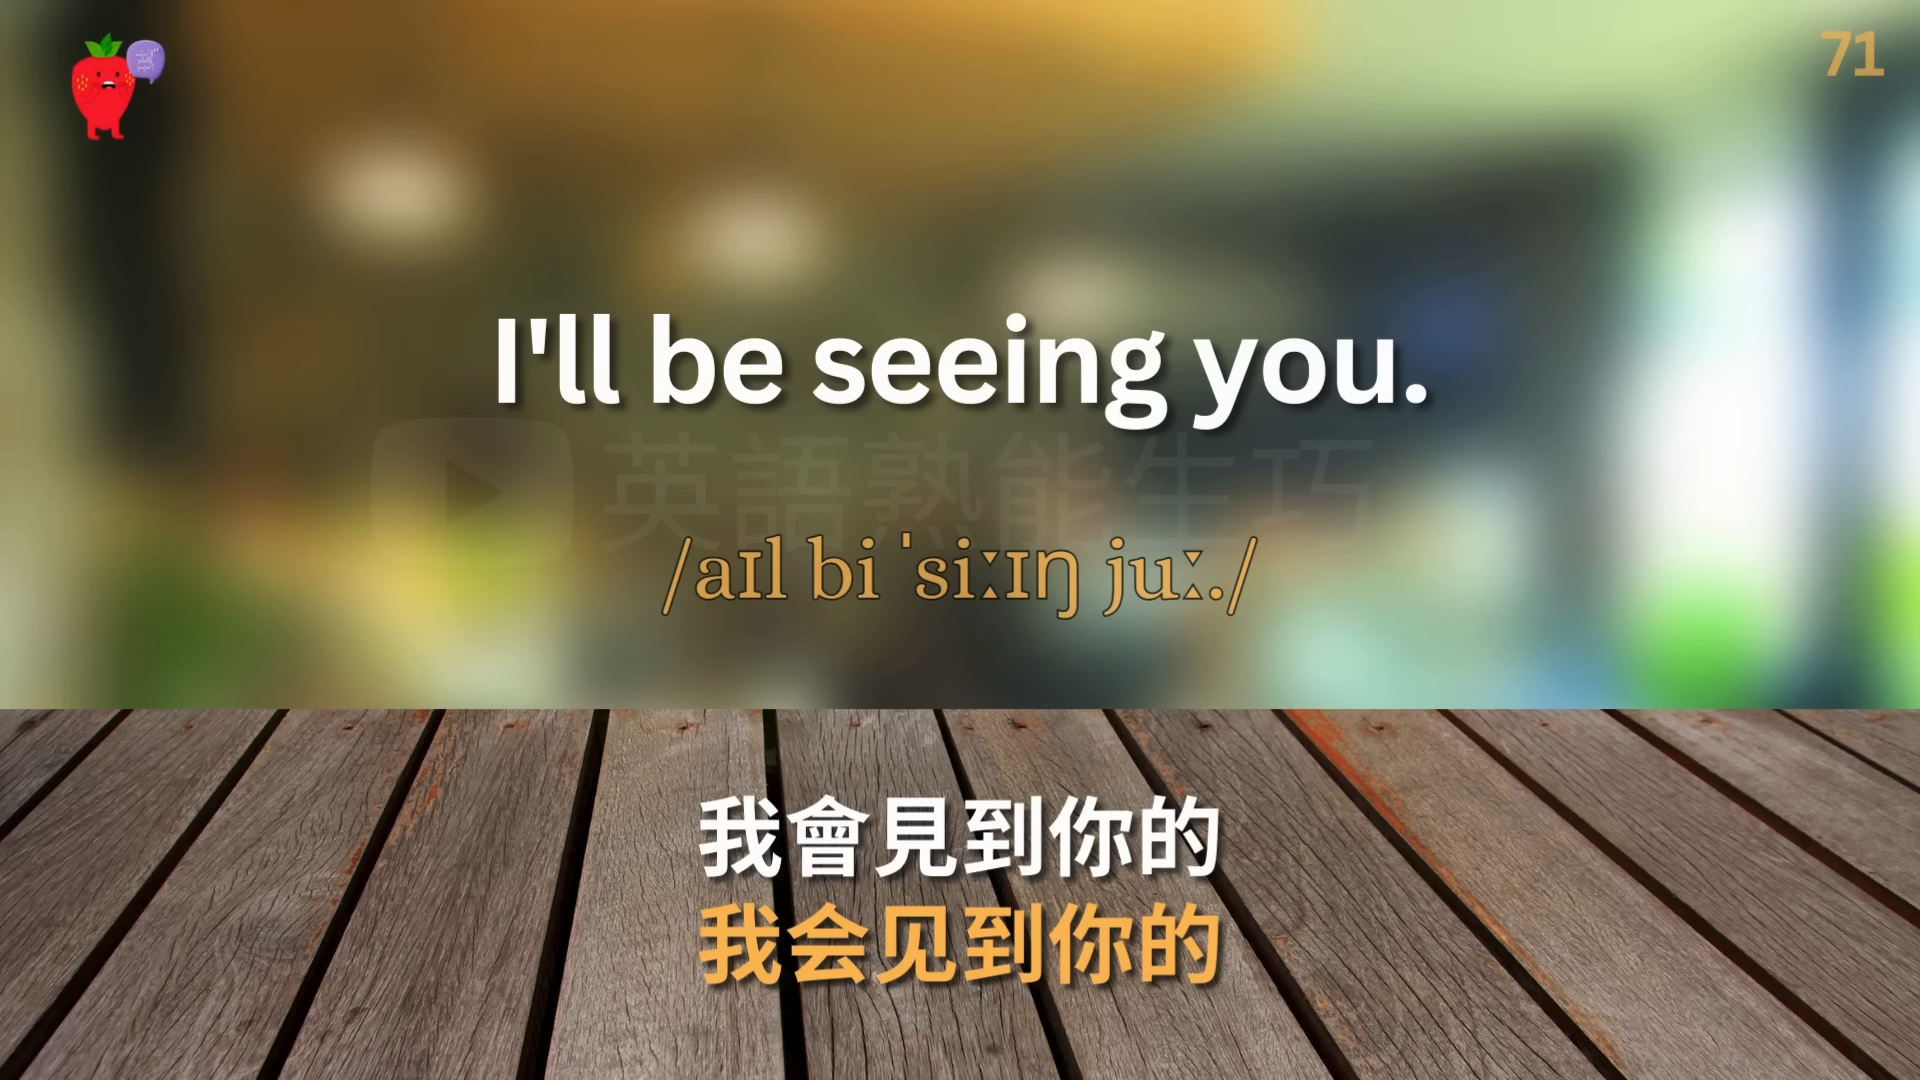 71
I'll be seeing you.
英語熟能生巧
/aɪl bi ˈsiːɪŋ juː./
我會見到你的
我会见到你的